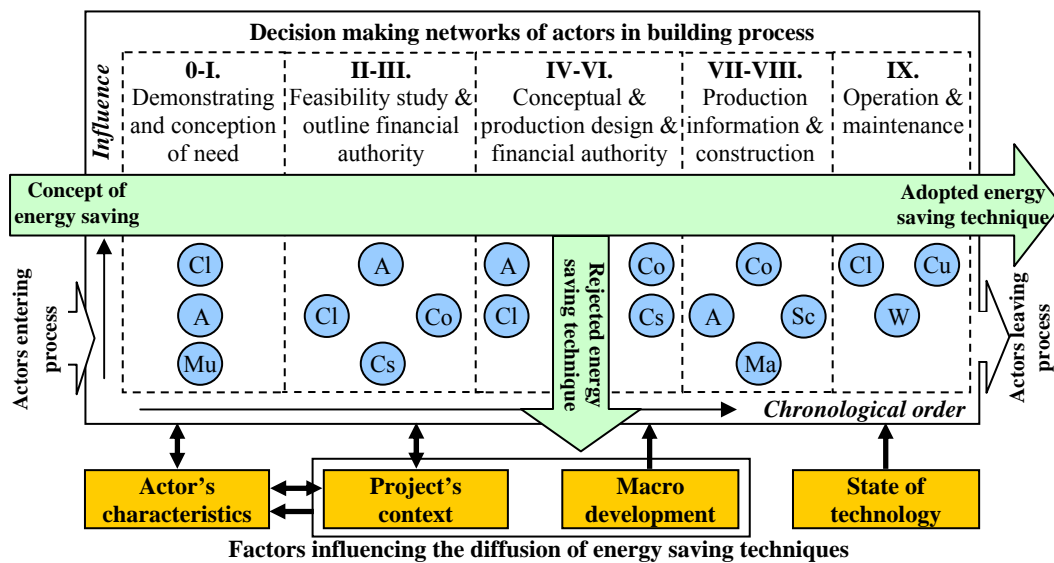 Decision making networks of actors in building process
Influence
0-I.
Demonstrating
and conception
of need
II-III.
Feasibility study &
outline financial
authority
IV-VI.
Conceptual &
production design &
financial authority
VII-VIII.
Production
information &
construction
IX.
Operation &
maintenance
Concept of
energy saving
Adopted energy
saving technique
Rejected energy
saving technique
Actors entering
process
Cl
A
Mu
A
Cl
Co
Cs
A
Cl
Co
Cs
Co
A
Sc
Ma
Cl
Cu
W
Actors leaving
process
Chronological order
Actor's
characteristics
Project's
context
Macro
development
State of
technology
Factors influencing the diffusion of energy saving techniques